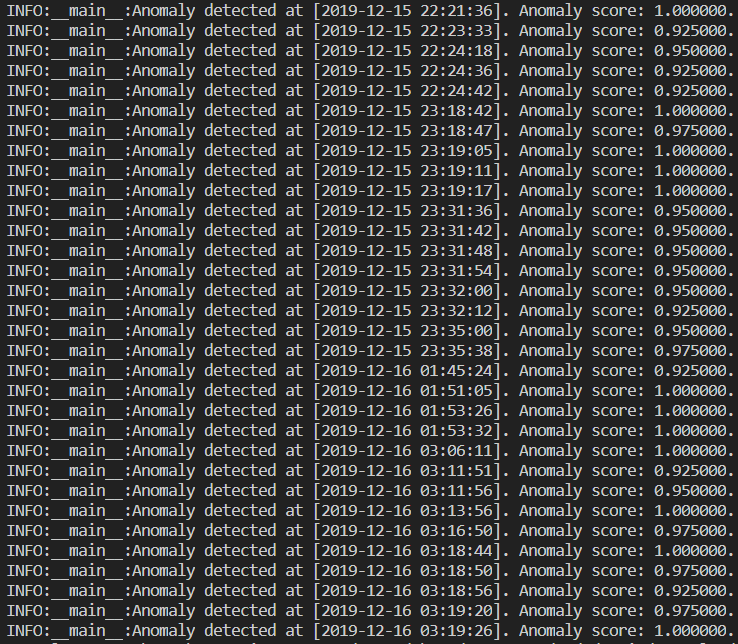 INFO:__main__:Anomaly detected at [2019-12-15 22:21:36]. Anomaly score: 1.000000.
INFO:__main__:Anomaly detected at [2019-12-15 22:23:33]. Anomaly score: 0.925000.
INFO:__main__:Anomaly detected at [2019-12-15 22:24:18]. Anomaly score: 0.950000.
INFO:__main__:Anomaly detected at [2019-12-15 22:24:36]. Anomaly score: 0.925000.
INFO:__main__:Anomaly detected at [2019-12-15 22:24:42]. Anomaly score: 0.925000.
INFO:__main__:Anomaly detected at [2019-12-15 23:18:42]. Anomaly score: 1.000000.
INFO:__main__:Anomaly detected at [2019-12-15 23:18:47]. Anomaly score: 0.975000.
INFO:__main__:Anomaly detected at [2019-12-15 23:19:05]. Anomaly score: 1.000000.
INFO:__main__:Anomaly detected at [2019-12-15 23:19:11]. Anomaly score: 1.000000.
INFO:__main__:Anomaly detected at [2019-12-15 23:19:17]. Anomaly score: 1.000000.
INFO:__main__:Anomaly detected at [2019-12-15 23:31:36]. Anomaly score: 0.950000.
INFO:__main__:Anomaly detected at [2019-12-15 23:31:42]. Anomaly score: 0.950000.
INFO:__main__:Anomaly detected at [2019-12-15 23:31:48]. Anomaly score: 0.950000.
INFO:__main__:Anomaly detected at [2019-12-15 23:31:54]. Anomaly score: 0.950000.
INFO:__main__:Anomaly detected at [2019-12-15 23:32:00]. Anomaly score: 0.950000.
INFO:__main__:Anomaly detected at [2019-12-15 23:32:12]. Anomaly score: 0.925000.
INFO:__main__:Anomaly detected at [2019-12-15 23:35:00]. Anomaly score: 0.950000.
INFO:__main__:Anomaly detected at [2019-12-15 23:35:38]. Anomaly score: 0.975000.
INFO:__main__:Anomaly detected at [2019-12-16 01:45:24]. Anomaly score: 0.925000.
INFO:__main__:Anomaly detected at [2019-12-16 01:51:05]. Anomaly score: 1.000000.
INFO:__main__:Anomaly detected at [2019-12-16 01:53:26]. Anomaly score: 1.000000.
INFO:__main__:Anomaly detected at [2019-12-16 01:53:32]. Anomaly score: 1.000000.
INFO:__main__:Anomaly detected at [2019-12-16 03:06:11]. Anomaly score: 1.000000.
INFO:__main__:Anomaly detected at [2019-12-16 03:11:51]. Anomaly score: 0.925000.
INFO:__main__:Anomaly detected at [2019-12-16 03:11:56]. Anomaly score: 0.950000.
INFO:__main__:Anomaly detected at [2019-12-16 03:13:56]. Anomaly score: 1.000000.
INFO:__main__:Anomaly detected at [2019-12-16 03:16:50]. Anomaly score: 0.975000.
INFO:__main__:Anomaly detected at [2019-12-16 03:18:44]. Anomaly score: 1.000000.
INFO:__main__:Anomaly detected at [2019-12-16 03:18:50]. Anomaly score: 0.975000.
INFO:__main__:Anomaly detected at [2019-12-16 03:18:56]. Anomaly score: 0.925000.
INFO:__main__:Anomaly detected at [2019-12-16 03:19:20]. Anomaly score: 0.975000.
INFO:__main__:Anomaly detected at [2019-12-16 03:19:26]. Anomaly score: 1.000000.